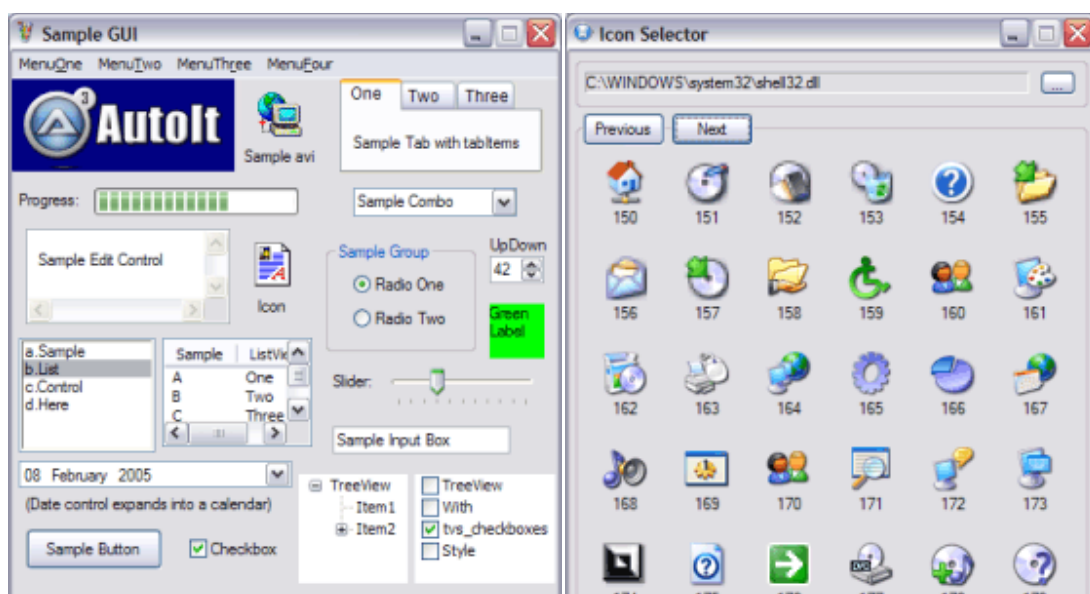 Sample GUI
MenuOne MenuTwo MenuThree MenuFour
3
AutoIt
Sample avi
One Two Three
Sample Tab with tabItems
Progress:
Sample Combo
Sample Edit Control
Icon
Sample Group
Radio One
Radio Two
UpDown
42
Green
Label
a.Sample
b.List
c.Control
d.Here
Sample ListVie
A One
B Two
C Three
Slider:
Sample Input Box
08 February 2005
(Date control expands into a calendar)
Sample Button
Checkbox
TreeView
Item1
Item2
TreeView
With
tvs_checkboxes
Style
Icon Selector
C:\WINDOWS\system32\shell32.dll
...
Previous Next
150 151 152 153 154 155
156 157 158 159 160 161
162 163 164 165 166 167
168 169 170 171 172 173